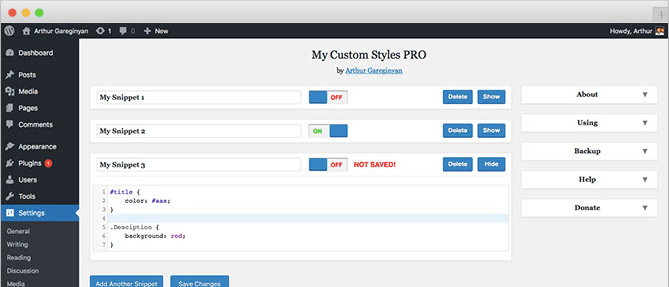 Arthur Gareginyan 1 0 + New Howdy, Arthur
Dashboard
Posts
Media
Pages
Comments
Appearance
Plugins 1
Users
Tools
Settings
General
Writing
Reading
Discussion
Media
My Custom Styles PRO
by Arthur Gareginyan
My Snippet 1 OFF Delete Show
My Snippet 2 ON Delete Show
My Snippet 3 OFF NOT SAVED! Delete Hide
1 #title {
2 color: #aaa;
3 }
4
5 .Desciption {
6 background: red;
7 }
Add Another Snippet Save Changes
About ▼
Using ▼
Backup ▼
Help ▼
Donate ▼